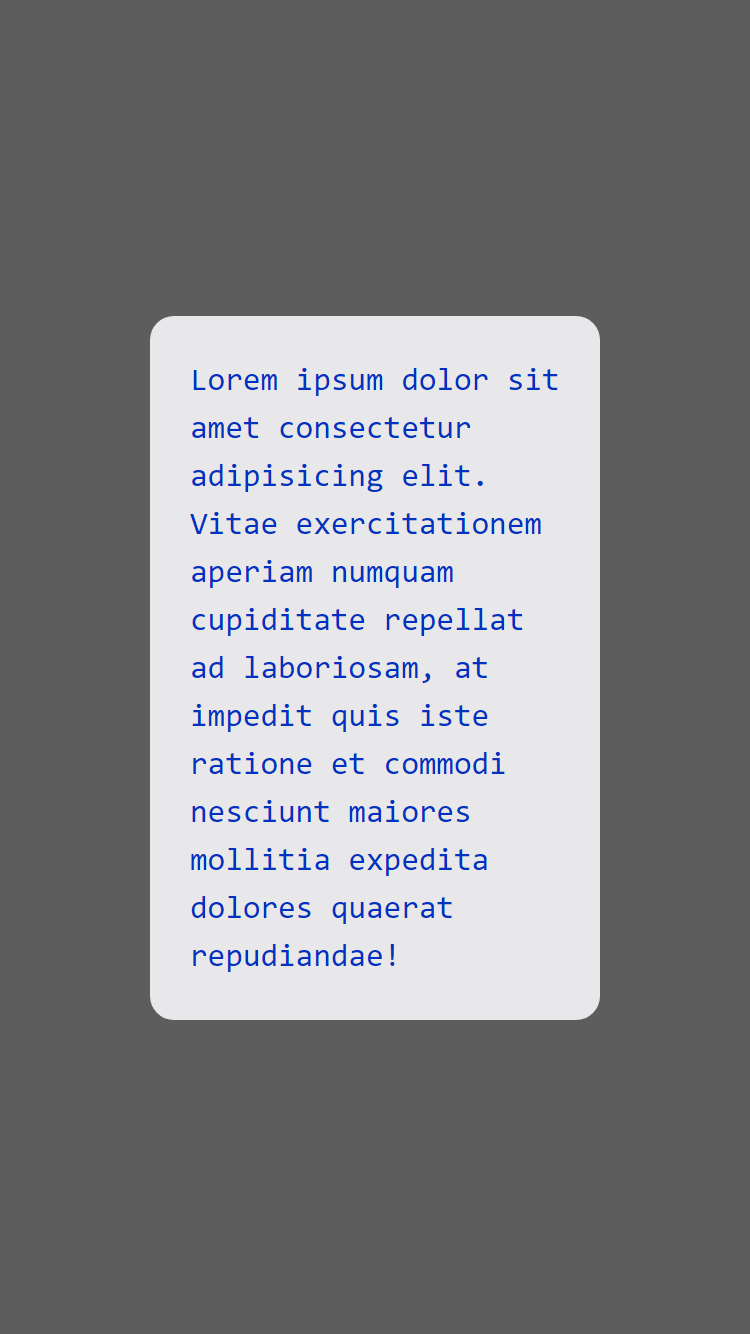 Lorem ipsum dolor sit
amet consectetur
adipisicing elit.
Vitae exercitationem
aperiam numquam
cupiditate repellat
ad laboriosam, at
impedit quis iste
ratione et commodi
nesciunt maiores
mollitia expedita
dolores quaerat
repudiandae!